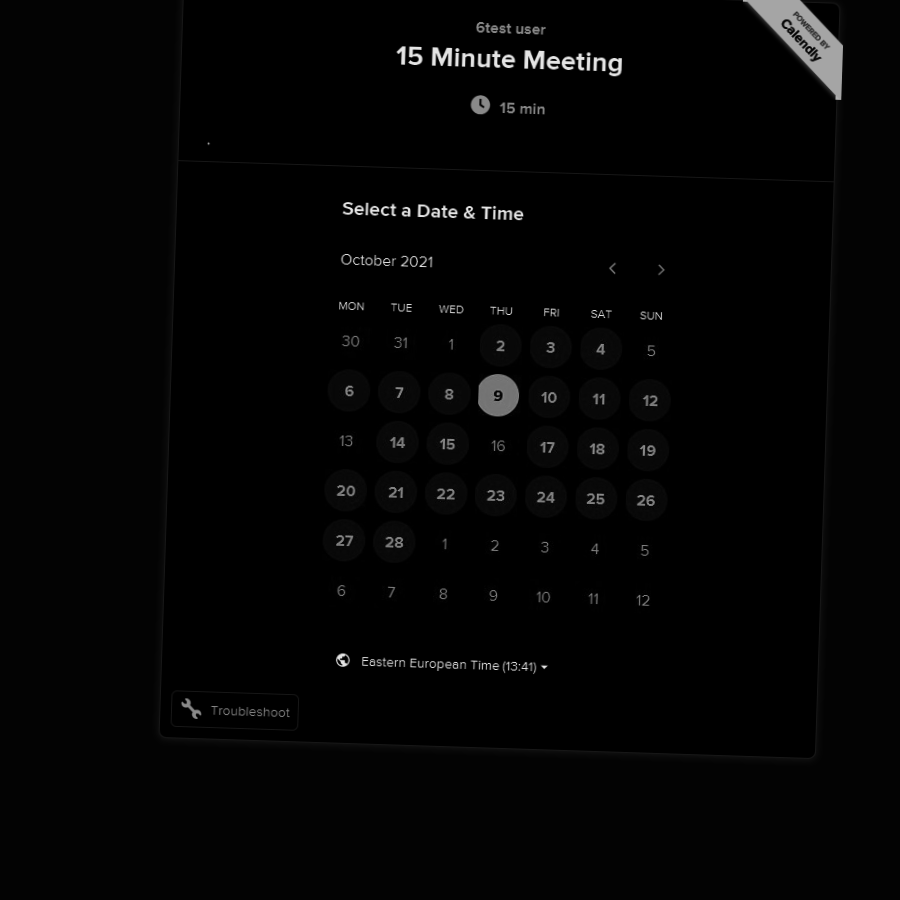 POWERED BY
Calendly
6test user
15 Minute Meeting
15 min
Select a Date & Time
October 2021
MON TUE WED THU FRI SAT SUN
30 31 1 2 3 4 5
6 7 8 9 10 11 12
13 14 15 16 17 18 19
20 21 22 23 24 25 26
27 28 1 2 3 4 5
6 7 8 9 10 11 12
Eastern European Time (13:41)
Troubleshoot